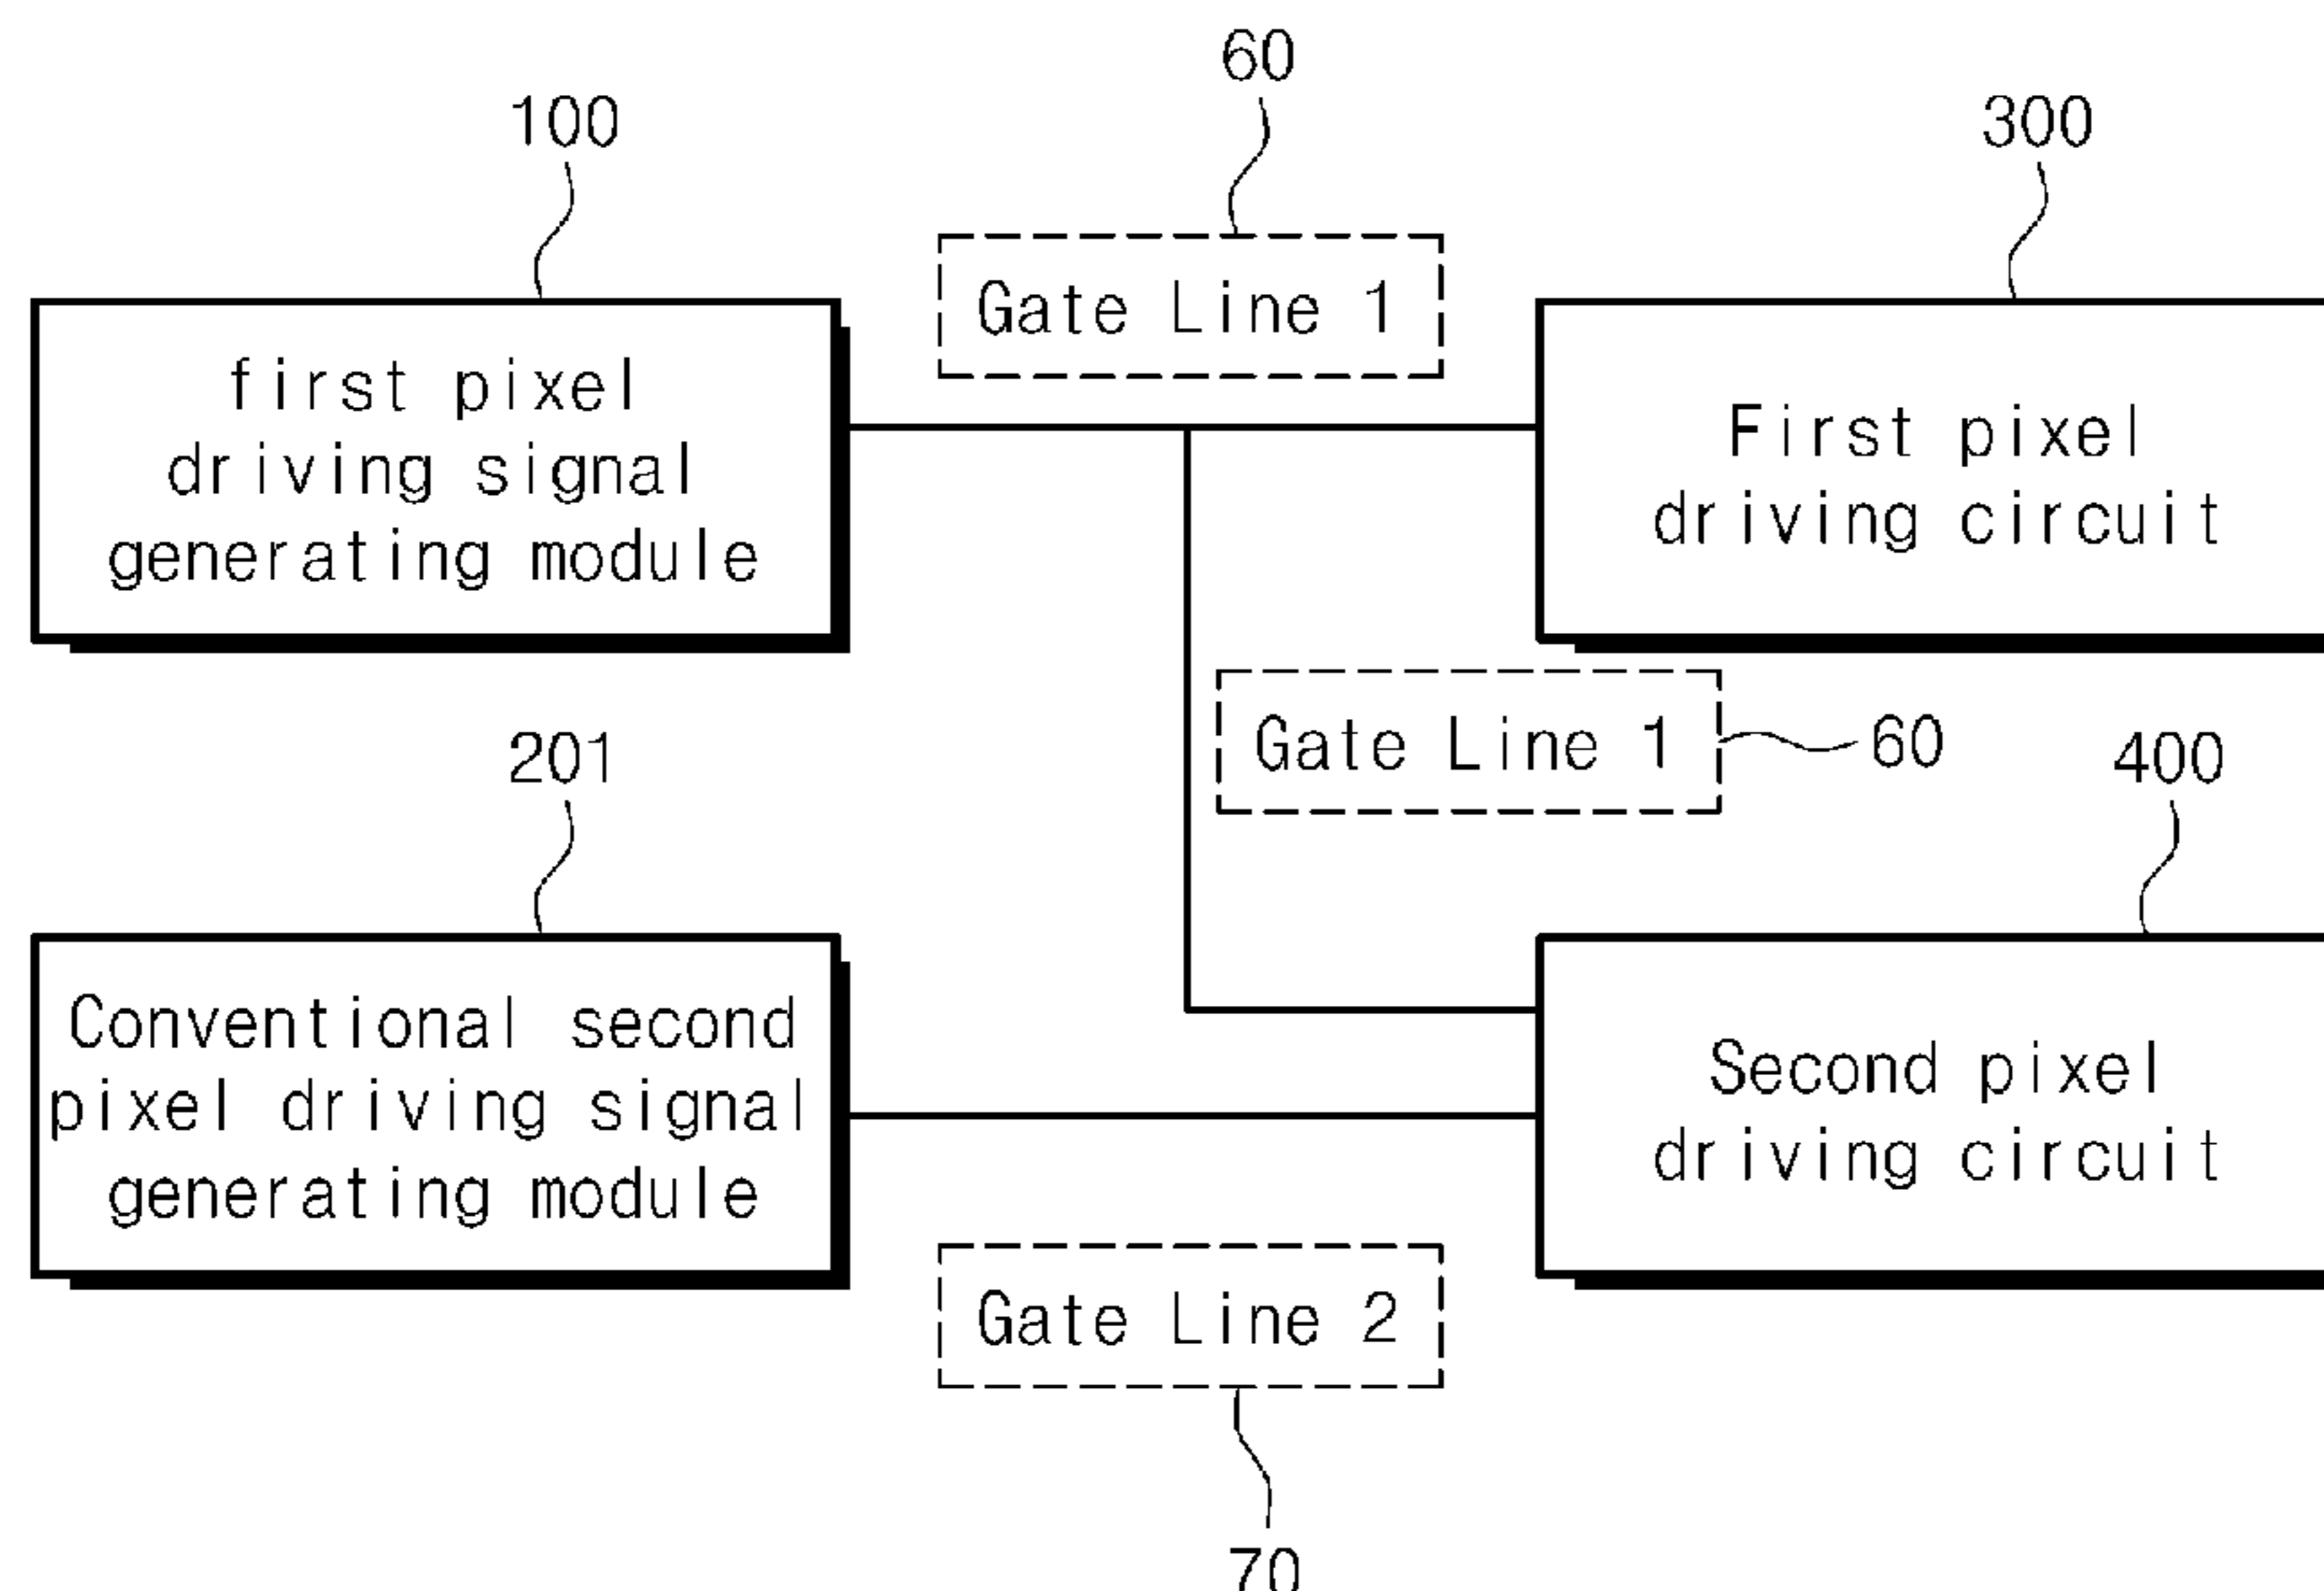 60
100
300
Gate Line 1
first pixel
driving signal
generating module
First pixel
driving circuit
Gate Line 1
60
201
400
Conventional second
pixel driving signal
generating module
Second pixel
driving circuit
Gate Line 2
70